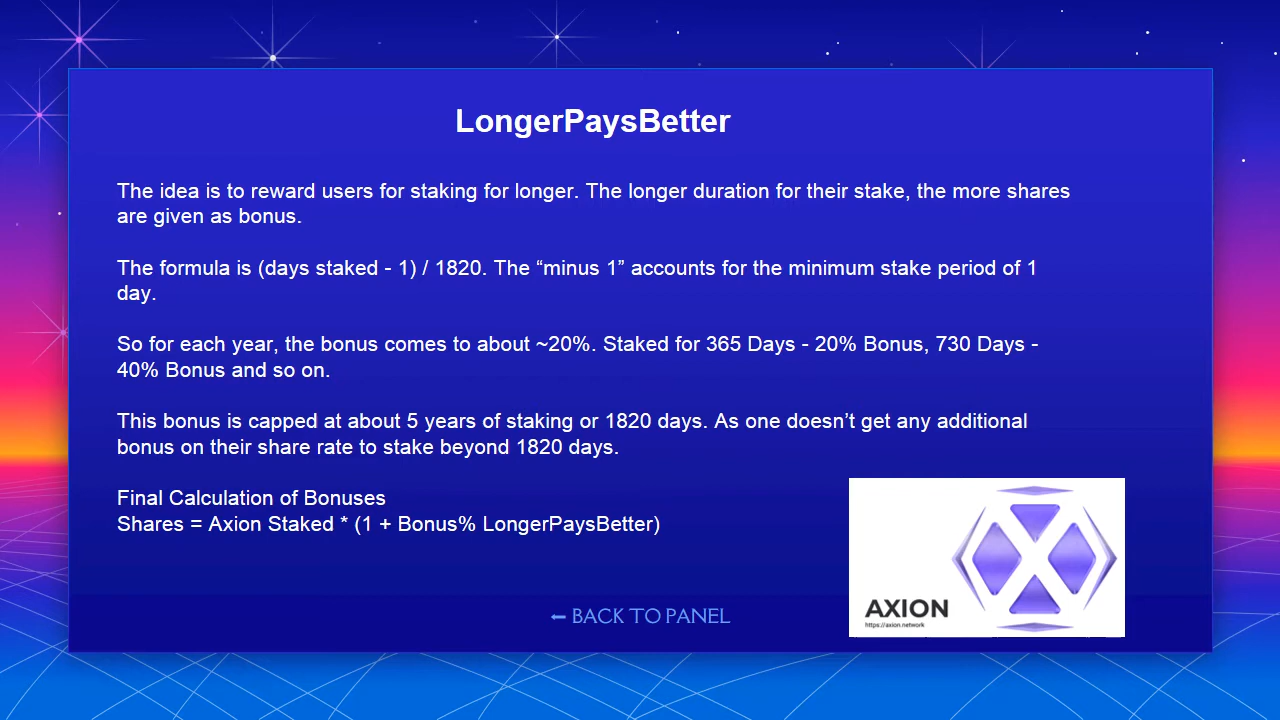 LongerPaysBetter
The idea is to reward users for staking for longer. The longer duration for their stake, the more shares
are given as bonus.
The formula is (days staked - 1) / 1820. The “minus 1” accounts for the minimum stake period of 1
day.
So for each year, the bonus comes to about ~20%. Staked for 365 Days - 20% Bonus, 730 Days -
40% Bonus and so on.
This bonus is capped at about 5 years of staking or 1820 days. As one doesn’t get any additional
bonus on their share rate to stake beyond 1820 days.
Final Calculation of Bonuses
Shares = Axion Staked * (1 + Bonus% LongerPaysBetter)
← BACK TO PANEL
AXION
https://axion.network